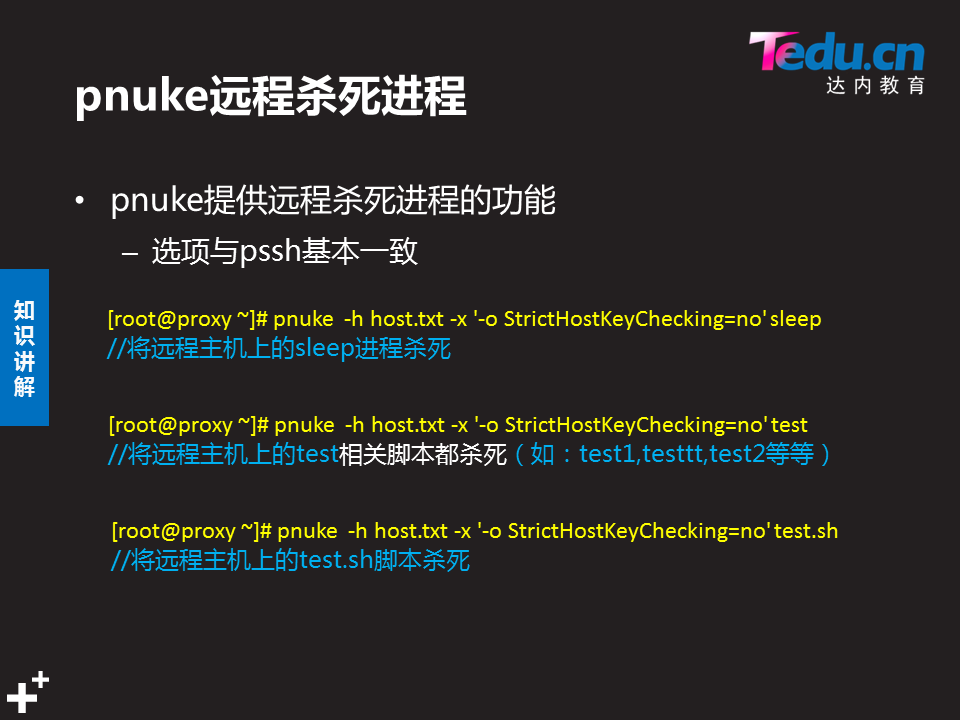 Tedu.cn
达内教育
pnuke远程杀死进程
• pnuke提供远程杀死进程的功能
– 选项与pssh基本一致
知识讲解
[root@proxy ~]# pnuke -h host.txt -x '-o StrictHostKeyChecking=no' sleep
//将远程主机上的sleep进程杀死
[root@proxy ~]# pnuke -h host.txt -x '-o StrictHostKeyChecking=no' test
//将远程主机上的test相关脚本都杀死（如：test1,testtt,test2等等）
[root@proxy ~]# pnuke -h host.txt -x '-o StrictHostKeyChecking=no' test.sh
//将远程主机上的test.sh脚本杀死